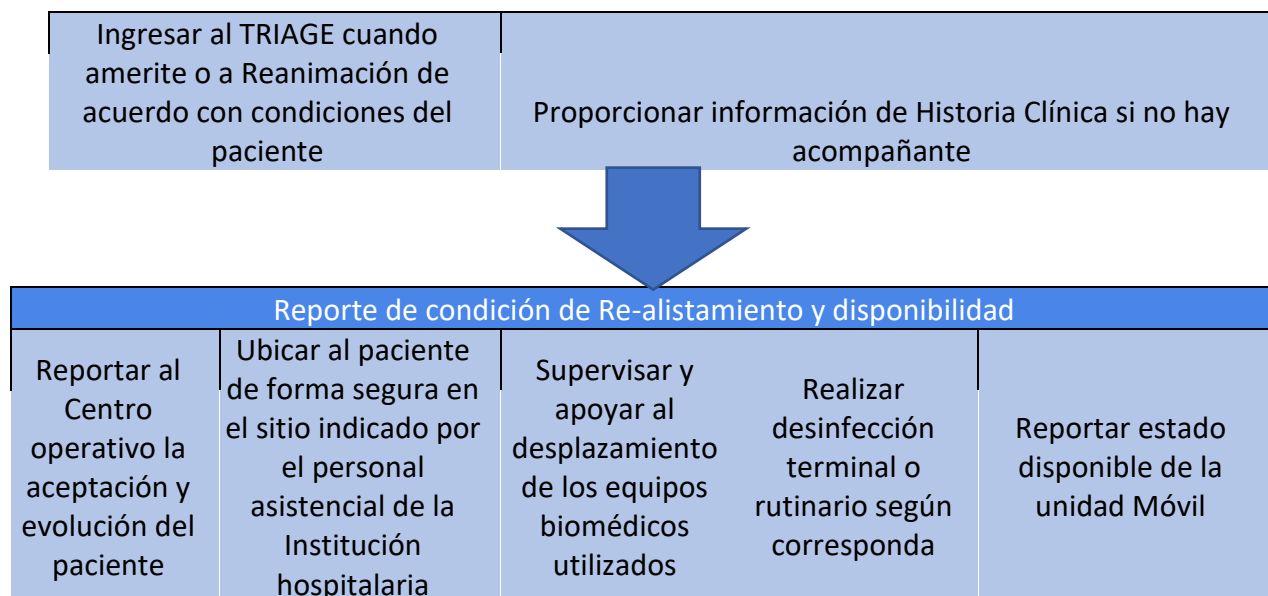 Ingresar al TRIAGE cuando
amerite o a Reanimación de
acuerdo con condiciones del
paciente
Proporcionar información de Historia Clínica si no hay
acompañante
Reporte de condición de Re-alistamiento y disponibilidad
Reportar al
Centro
operativo la
aceptación y
evolución del
paciente
Ubicar al paciente
de forma segura en
el sitio indicado por
el personal
asistencial de la
Institución
hospitalaria
Supervisar y
apoyar al
desplazamiento
de los equipos
biomédicos
utilizados
Realizar
desinfección
terminal o
rutinario según
corresponda
Reportar estado
disponible de la
unidad Móvil